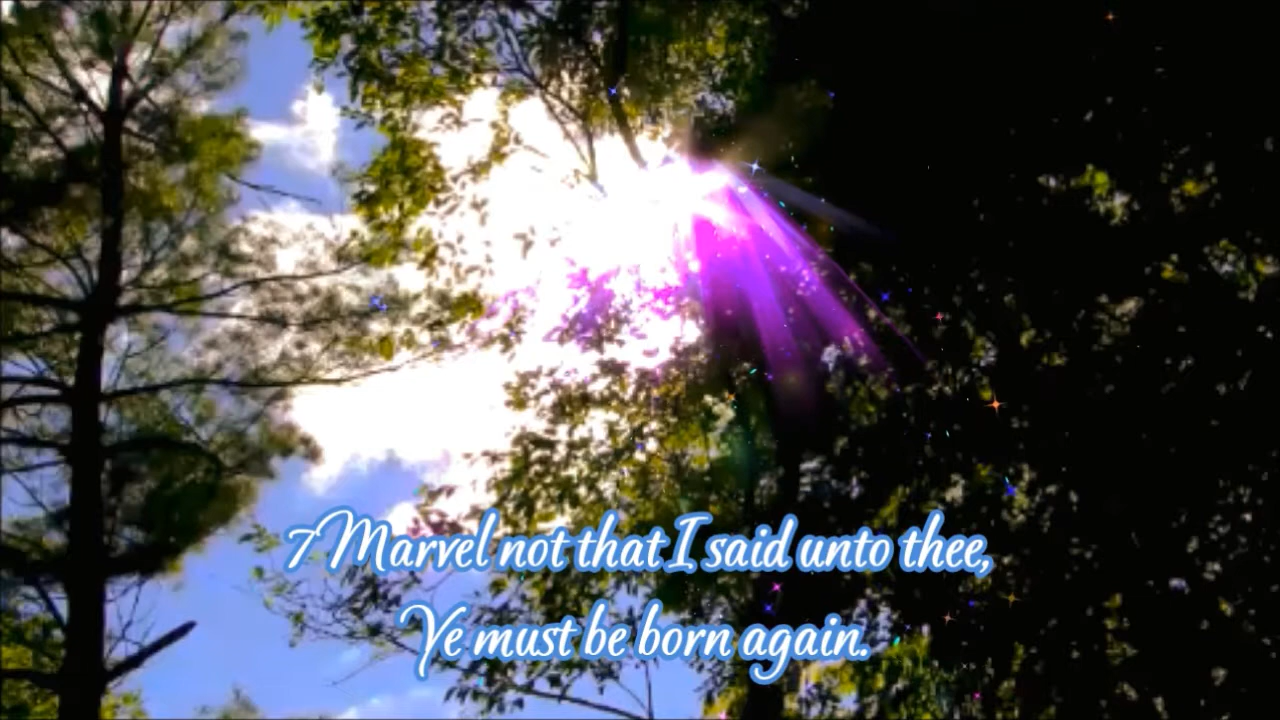 7 Marvel not that I said unto thee,
Ye must be born again.